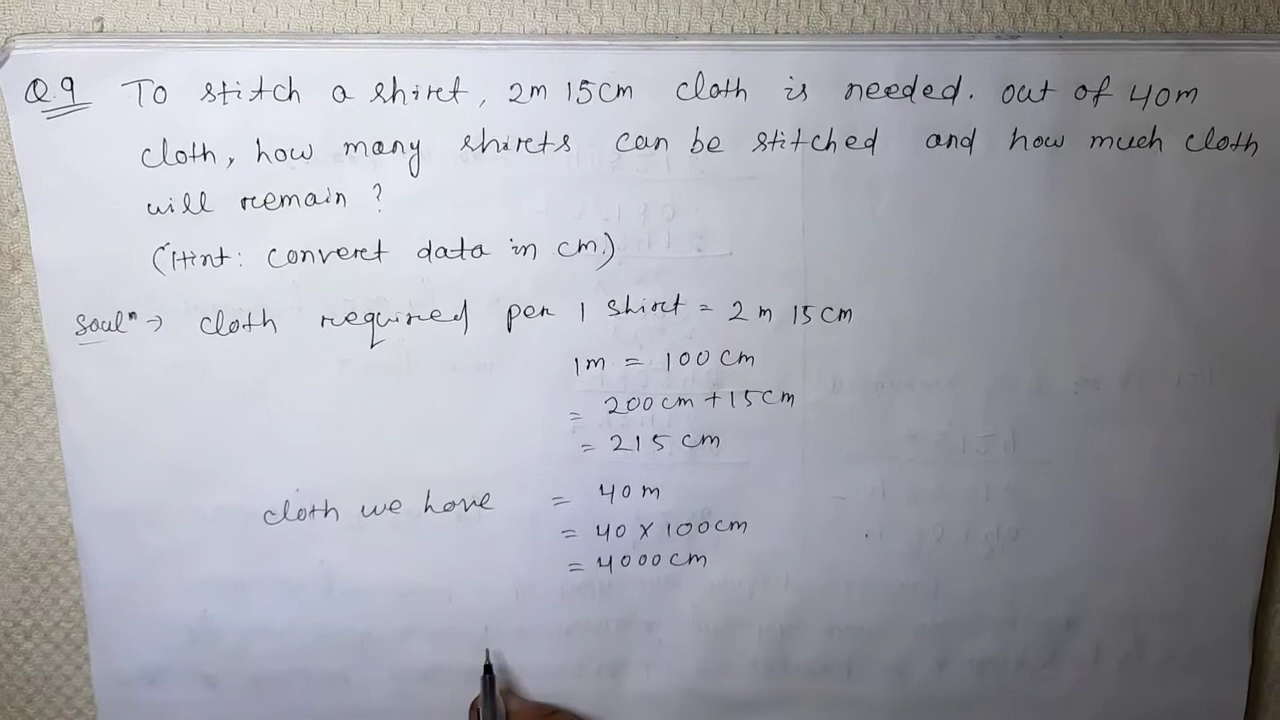 Q.9 To stitch a shirt, 2m 15cm cloth is needed. out of 40m
cloth, how many shirts can be stitched and how much cloth
will remain ?
(Hint: convert data in cm.)
Soulⁿ → cloth required per 1 shirt = 2 m 15 cm
1m = 100 cm
= 200 cm + 15 cm
= 215 cm
cloth we have = 40 m
= 40 × 100 cm
= 4000 cm